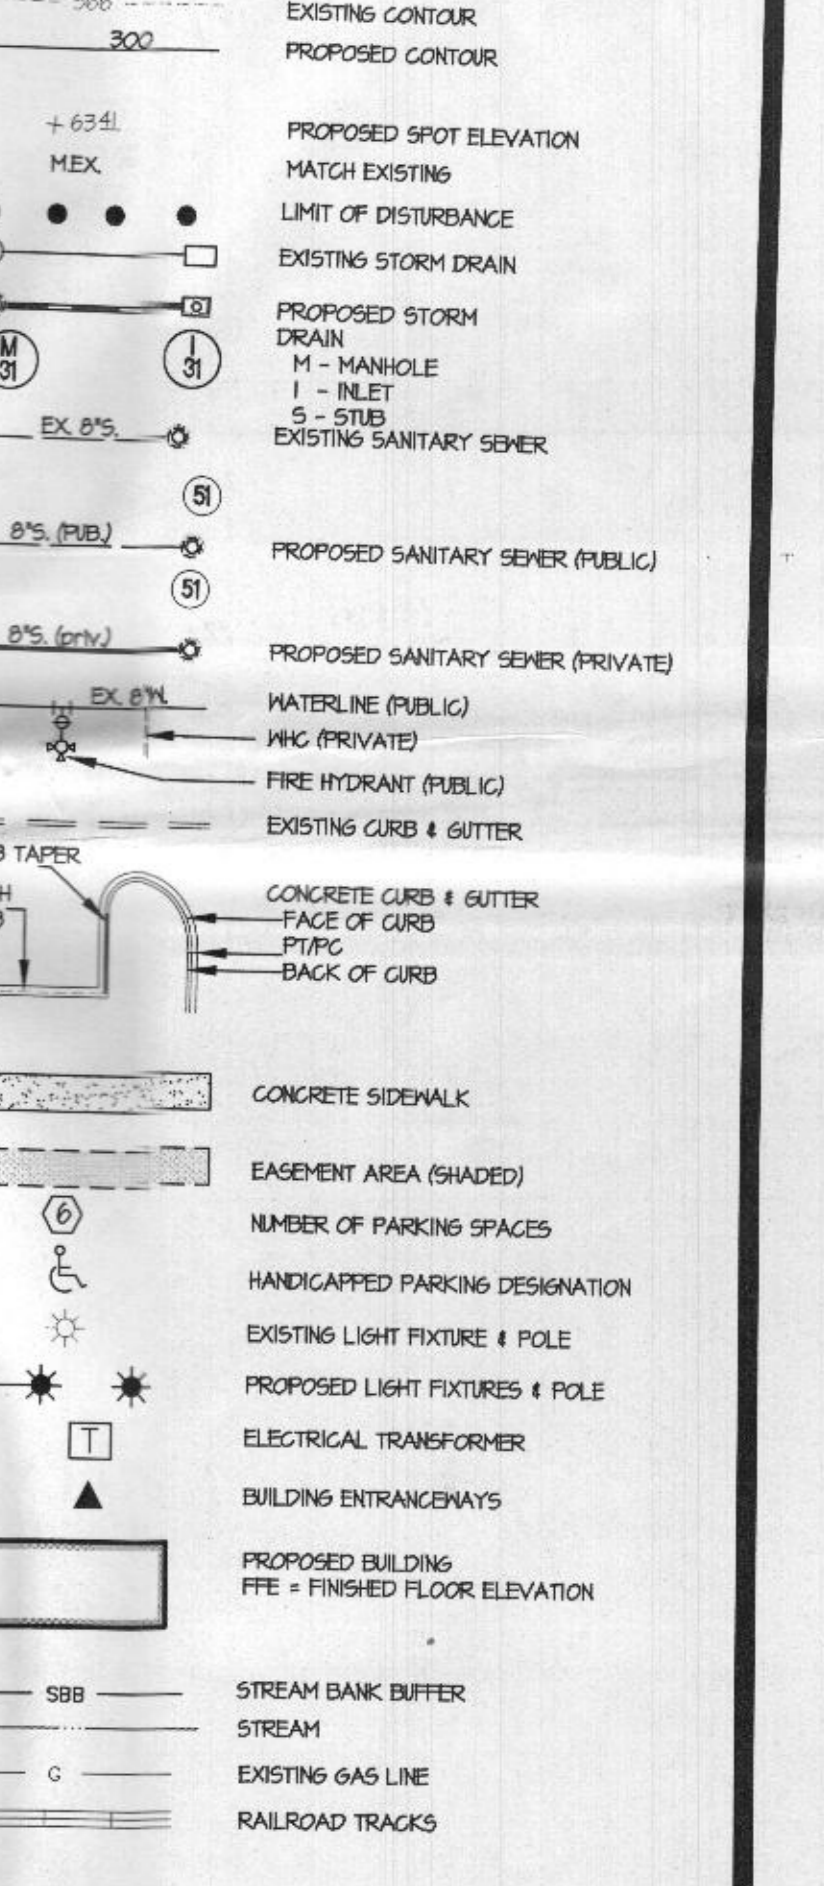 EXISTING CONTOUR
300 PROPOSED CONTOUR
+ 6341 PROPOSED SPOT ELEVATION
M.EX. MATCH EXISTING
LIMIT OF DISTURBANCE
EXISTING STORM DRAIN
PROPOSED STORM
DRAIN
M 31 I 31
M - MANHOLE
I - INLET
S - STUB
EX. 8"S. EXISTING SANITARY SEWER
51
8"S. (PUB.) PROPOSED SANITARY SEWER (PUBLIC)
51
8"S. (priv.) PROPOSED SANITARY SEWER (PRIVATE)
EX. 8"W. WATERLINE (PUBLIC)
WHC (PRIVATE)
FIRE HYDRANT (PUBLIC)
EXISTING CURB & GUTTER
TAPER
CONCRETE CURB & GUTTER
FACE OF CURB
PT/PC
BACK OF CURB
CONCRETE SIDEWALK
EASEMENT AREA (SHADED)
6 NUMBER OF PARKING SPACES
HANDICAPPED PARKING DESIGNATION
EXISTING LIGHT FIXTURE & POLE
PROPOSED LIGHT FIXTURES & POLE
T ELECTRICAL TRANSFORMER
BUILDING ENTRANCEWAYS
PROPOSED BUILDING
FFE = FINISHED FLOOR ELEVATION
SBB STREAM BANK BUFFER
STREAM
G EXISTING GAS LINE
RAILROAD TRACKS